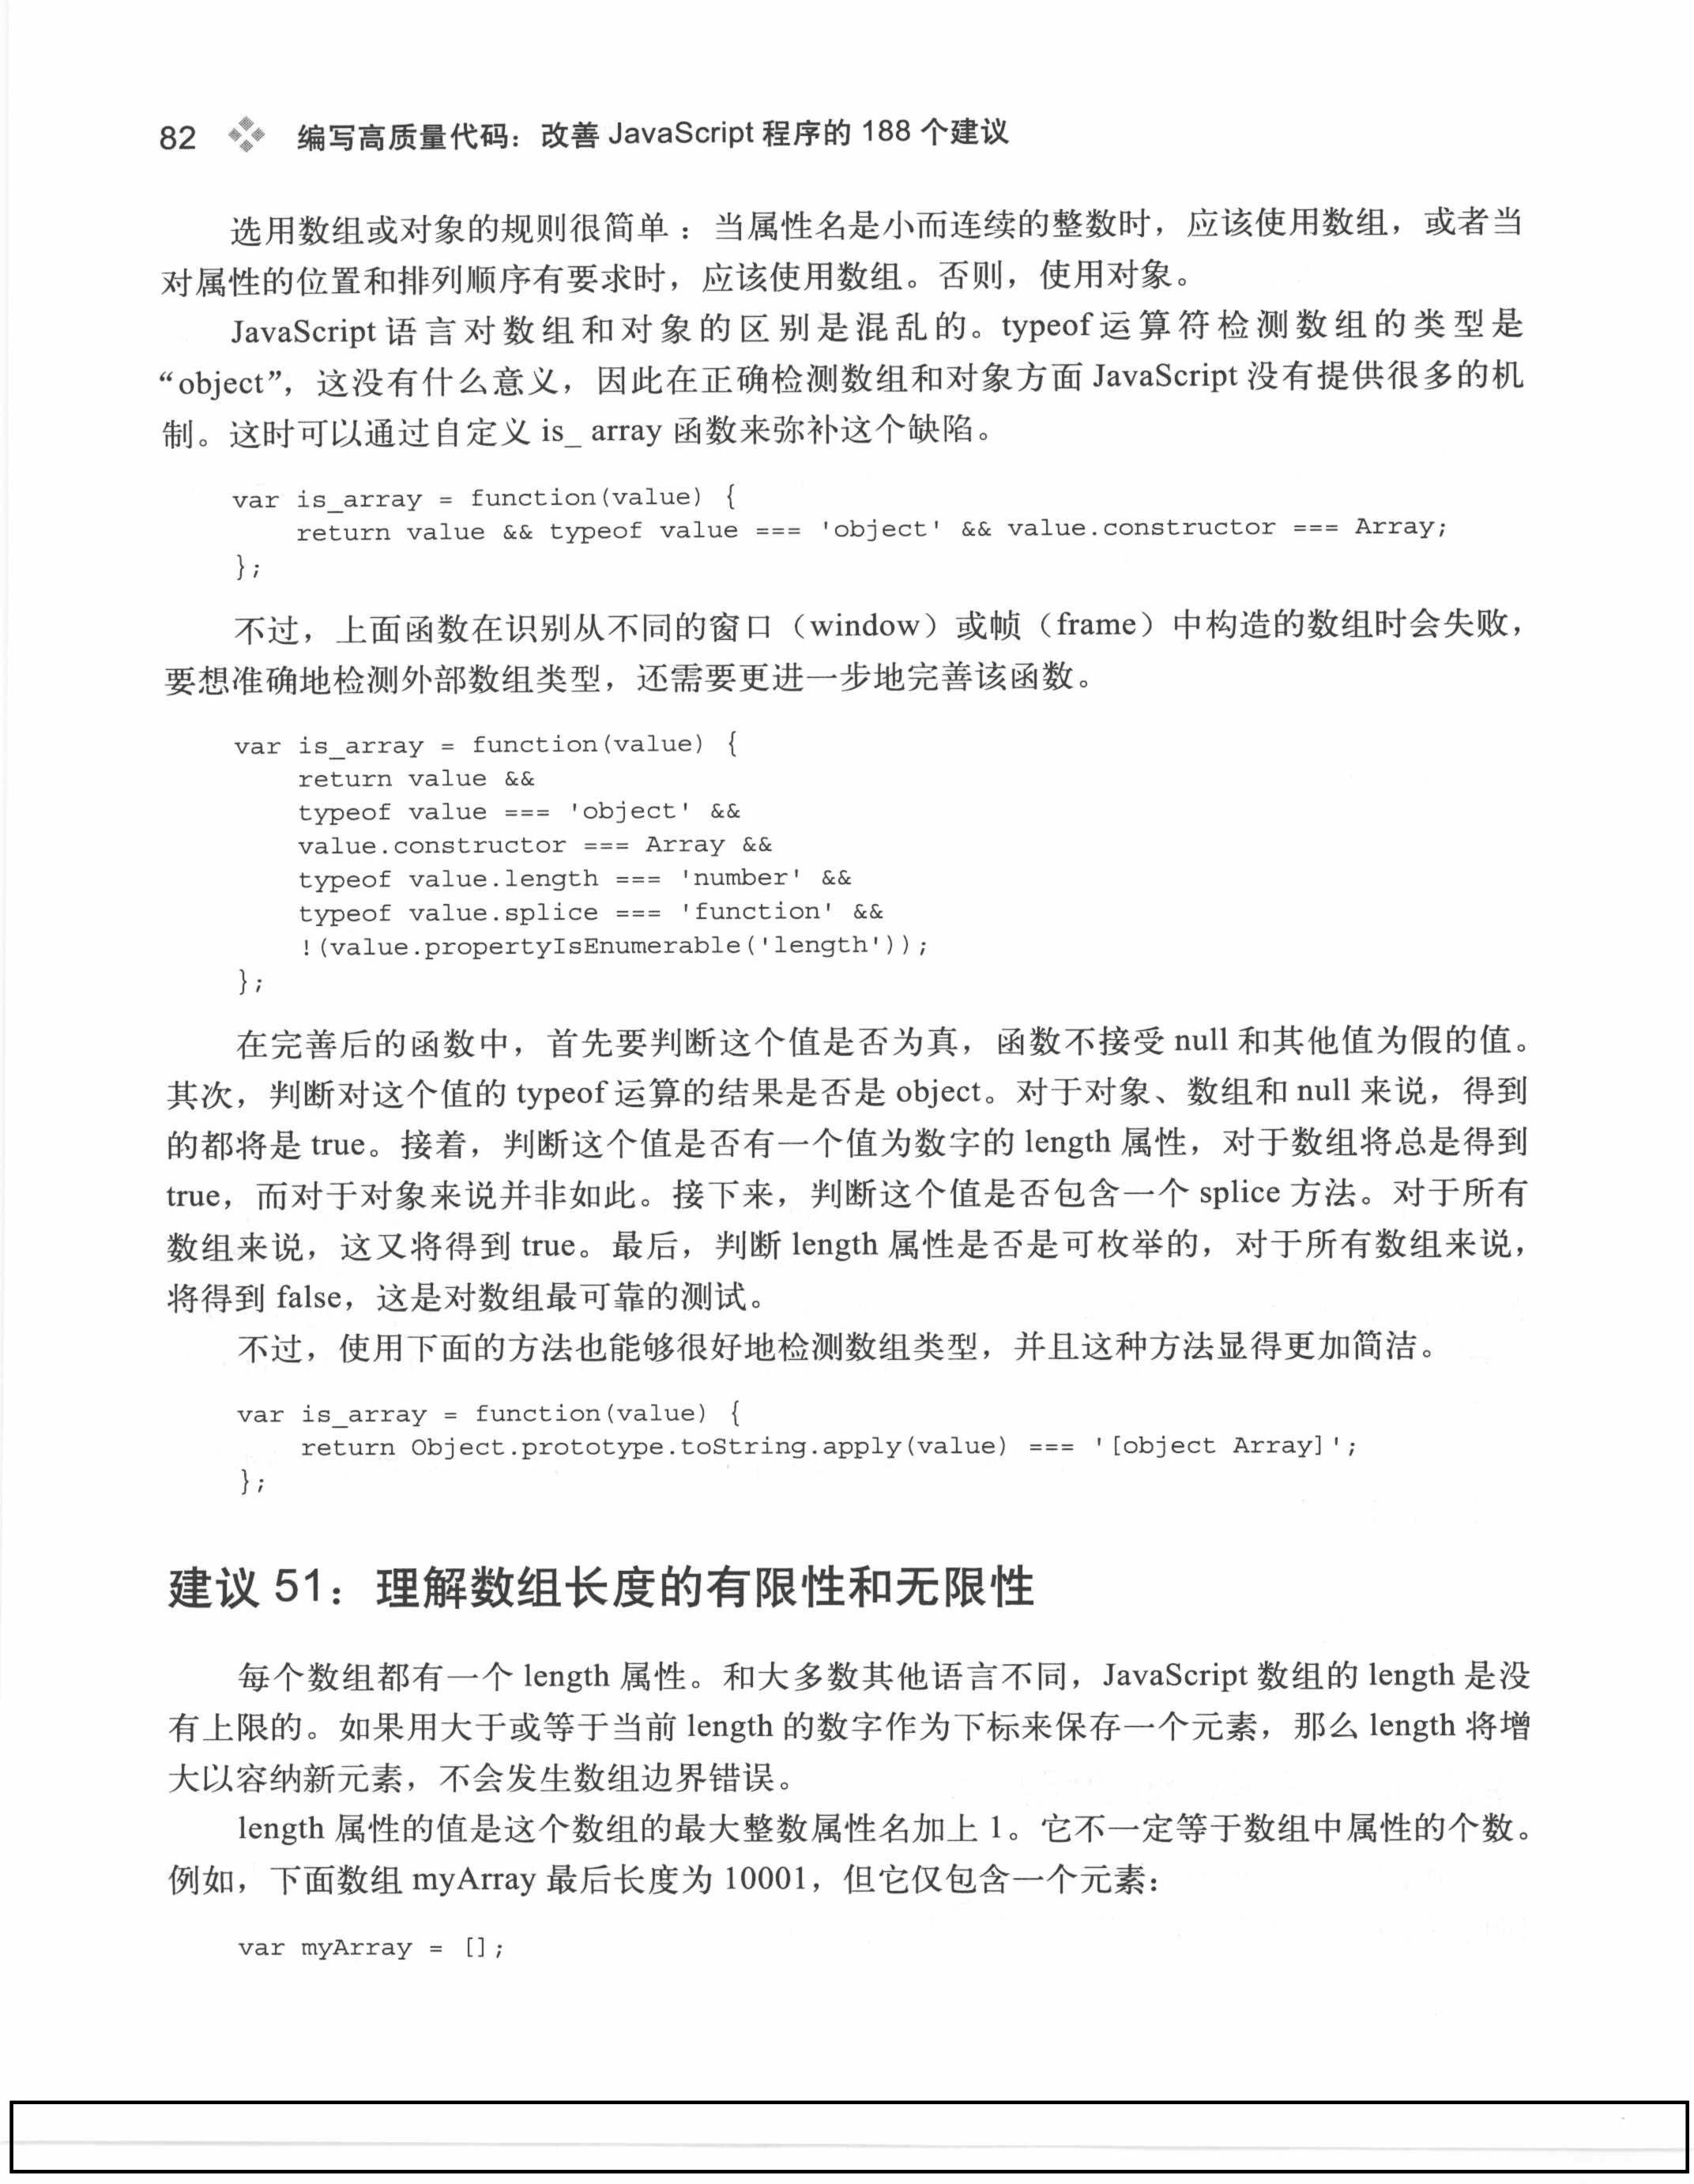 82 编写高质量代码：改善 JavaScript 程序的 188 个建议
选用数组或对象的规则很简单：当属性名是小而连续的整数时，应该使用数组，或者当
对属性的位置和排列顺序有要求时，应该使用数组。否则，使用对象。
JavaScript 语言对数组和对象的区别是混乱的。typeof 运算符检测数组的类型是
“object”，这没有什么意义，因此在正确检测数组和对象方面 JavaScript 没有提供很多的机
制。这时可以通过自定义 is_ array 函数来弥补这个缺陷。
var is_array = function(value) {
return value && typeof value === 'object' && value.constructor === Array;
};
不过，上面函数在识别从不同的窗口（window）或帧（frame）中构造的数组时会失败，
要想准确地检测外部数组类型，还需要更进一步地完善该函数。
var is_array = function(value) {
return value &&
typeof value === 'object' &&
value.constructor === Array &&
typeof value.length === 'number' &&
typeof value.splice === 'function' &&
!(value.propertyIsEnumerable('length'));
};
在完善后的函数中，首先要判断这个值是否为真，函数不接受 null 和其他值为假的值。
其次，判断对这个值的 typeof 运算的结果是否是 object。对于对象、数组和 null 来说，得到
的都将是 true。接着，判断这个值是否有一个值为数字的 length 属性，对于数组将总是得到
true，而对于对象来说并非如此。接下来，判断这个值是否包含一个 splice 方法。对于所有
数组来说，这又将得到 true。最后，判断 length 属性是否是可枚举的，对于所有数组来说，
将得到 false，这是对数组最可靠的测试。
不过，使用下面的方法也能够很好地检测数组类型，并且这种方法显得更加简洁。
var is_array = function(value) {
return Object.prototype.toString.apply(value) === '[object Array]';
};
建议 51：理解数组长度的有限性和无限性
每个数组都有一个 length 属性。和大多数其他语言不同，JavaScript 数组的 length 是没
有上限的。如果用大于或等于当前 length 的数字作为下标来保存一个元素，那么 length 将增
大以容纳新元素，不会发生数组边界错误。
length 属性的值是这个数组的最大整数属性名加上 1。它不一定等于数组中属性的个数。
例如，下面数组 myArray 最后长度为 10001，但它仅包含一个元素：
var myArray = [];